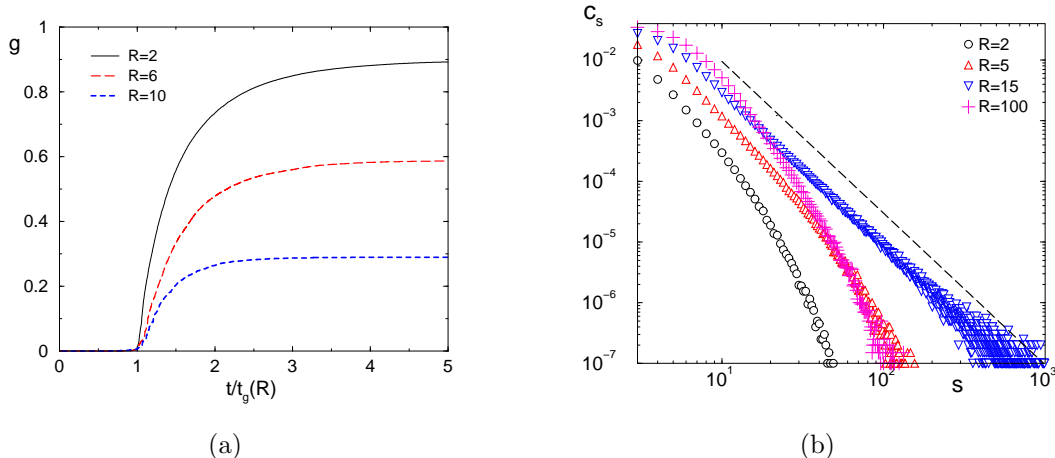 g
1
0.8
0.6
0.4
0.2
0
R=2
R=6
R=10
0 1 2 3 4 5
t/t_g(R)
(a)
c_s
10^−2
10^−3
10^−4
10^−5
10^−6
10^−7
R=2
R=5
R=15
R=100
10^1 10^2 10^3
s
(b)